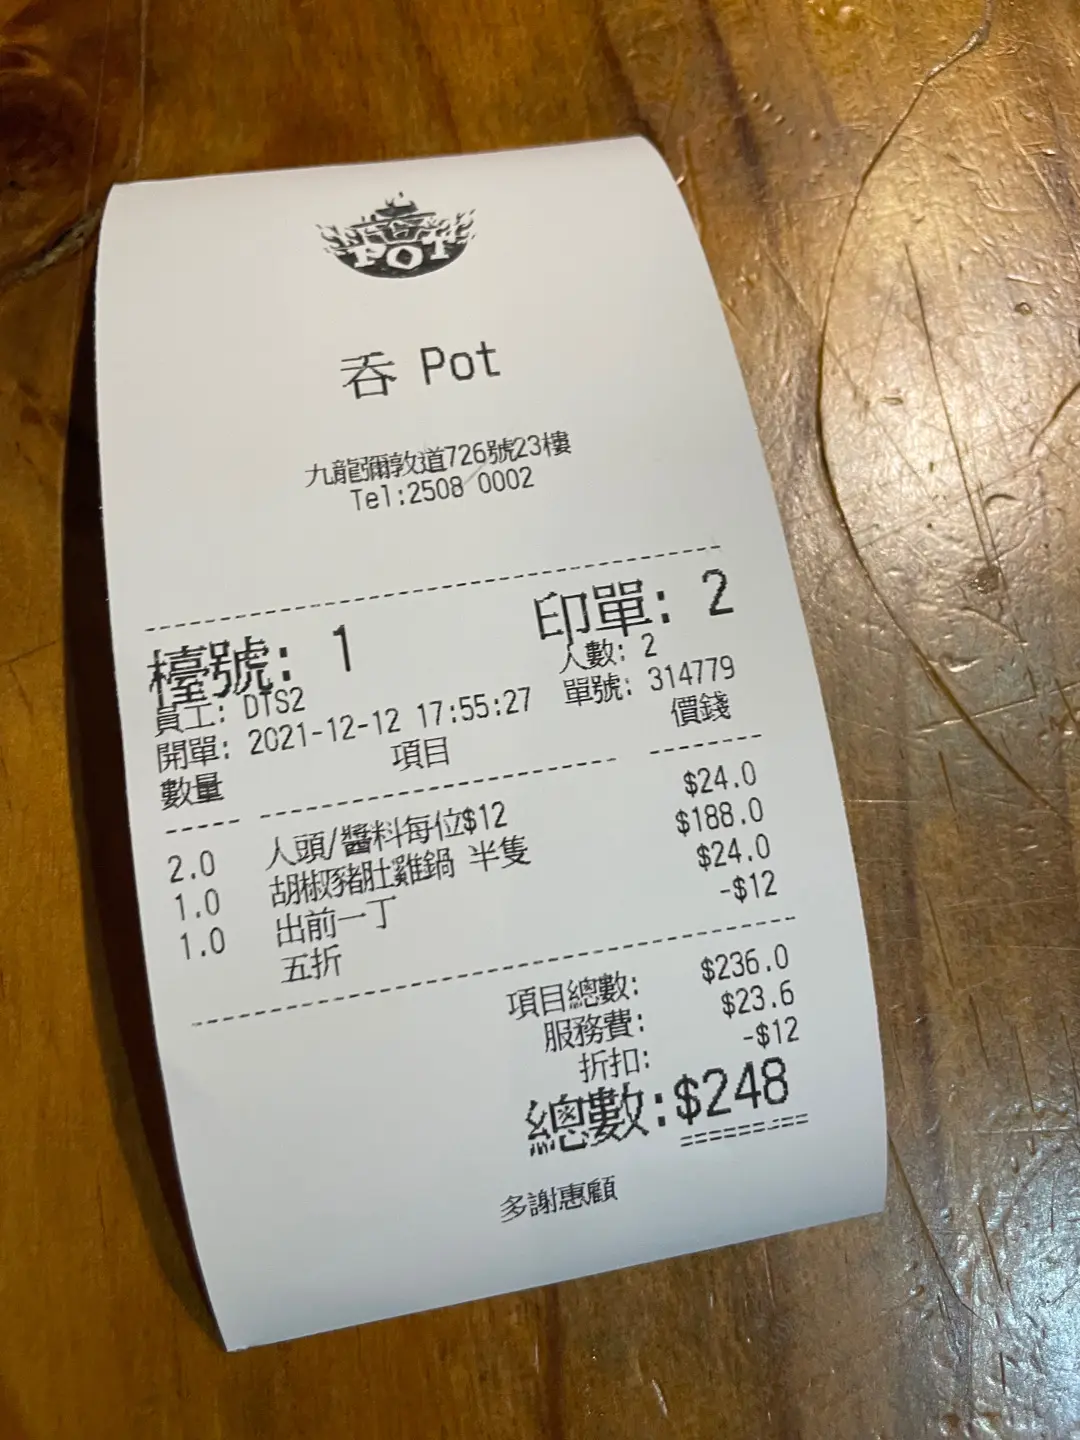 吞
POT
吞 Pot
九龍彌敦道726號23樓
Tel:2508 0002
檯號: 1 印單: 2
員工: DTS2 人數: 2
開單: 2021-12-12 17:55:27 單號: 314779
數量 項目 價錢
2.0 人頭/醬料每位$12 $24.0
1.0 胡椒豬肚雞鍋 半隻 $188.0
1.0 出前一丁 $24.0
五折 -$12
項目總數: $236.0
服務費: $23.6
折扣: -$12
總數:$248
多謝惠顧